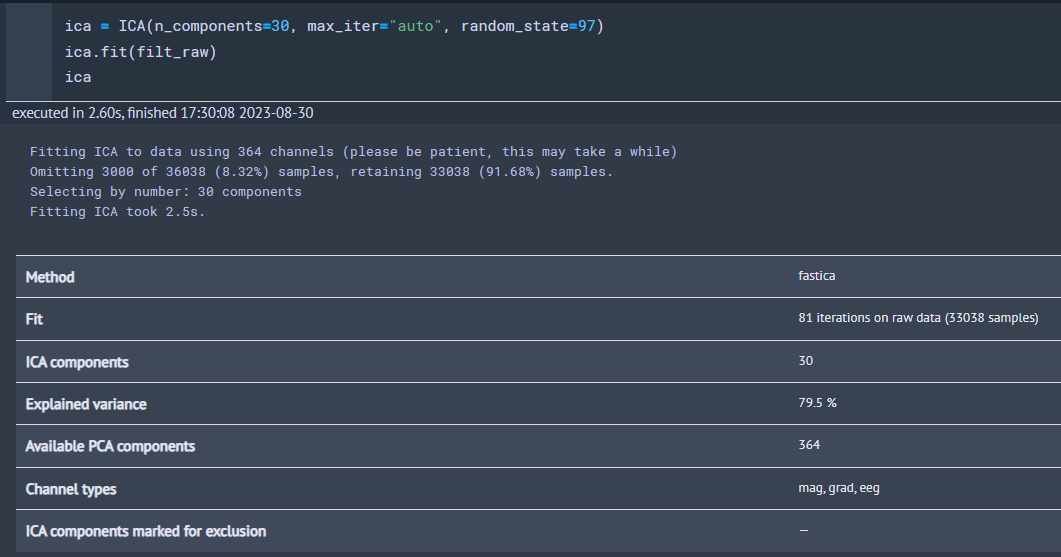 ica = ICA(n_components=30, max_iter="auto", random_state=97)
ica.fit(filt_raw)
ica
executed in 2.60s, finished 17:30:08 2023-08-30
Fitting ICA to data using 364 channels (please be patient, this may take a while)
Omitting 3000 of 36038 (8.32%) samples, retaining 33038 (91.68%) samples.
Selecting by number: 30 components
Fitting ICA took 2.5s.
Method fastica
Fit 81 iterations on raw data (33038 samples)
ICA components 30
Explained variance 79.5 %
Available PCA components 364
Channel types mag, grad, eeg
ICA components marked for exclusion —